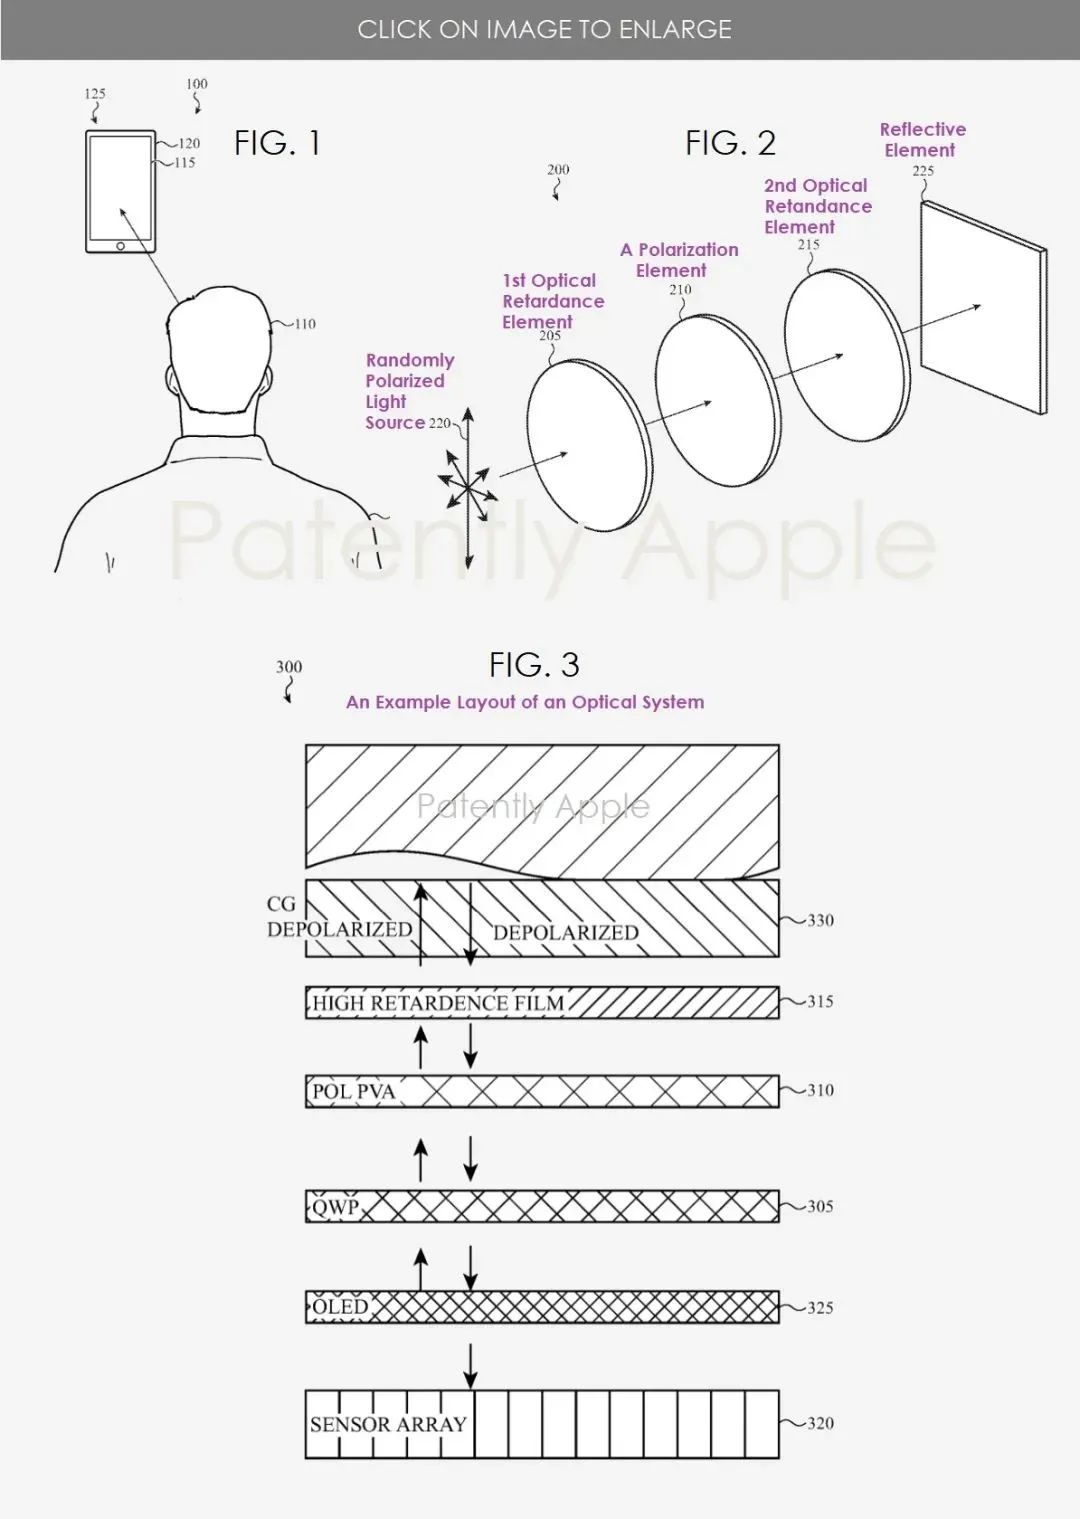 CLICK ON IMAGE TO ENLARGE
125
100
120
115
FIG. 1
110
FIG. 2
200
Reflective
Element
225
2nd Optical
Retandance
Element
215
A Polarization
Element
210
1st Optical
Retardance
Element
205
Randomly
Polarized
Light
Source 220
Patently Apple
300
FIG. 3
An Example Layout of an Optical System
Patently Apple
CG
DEPOLARIZED
DEPOLARIZED
330
HIGH RETARDENCE FILM
315
POL PVA
310
QWP
305
OLED
325
SENSOR ARRAY
320